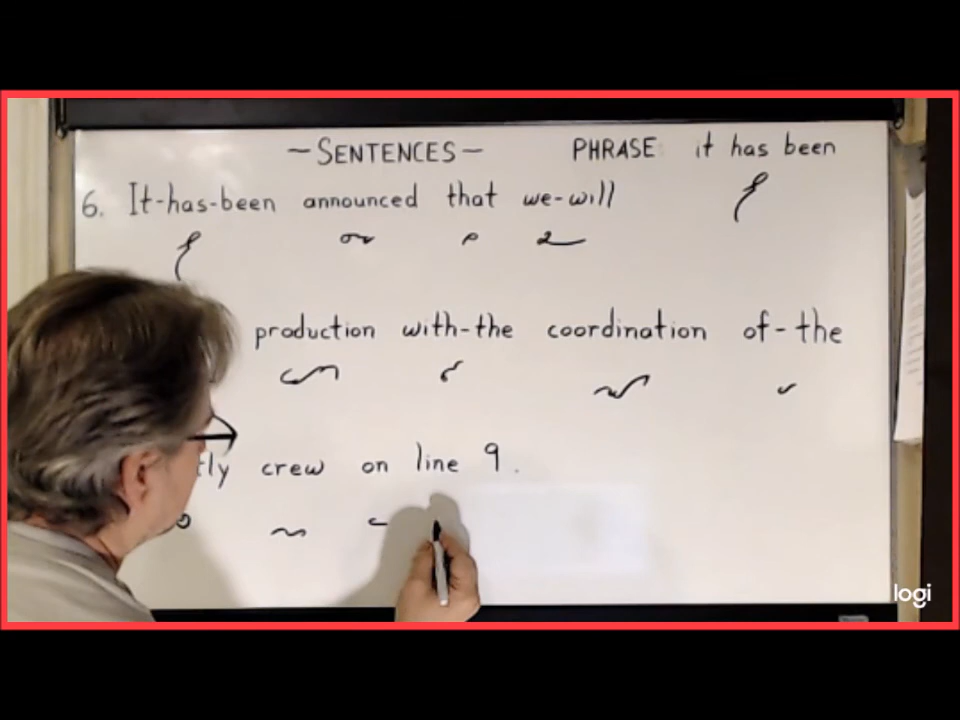 ~SENTENCES~ PHRASE: it has been
6. It-has-been announced that we-will
production with-the coordination of-the
tly crew on line 9.
logi